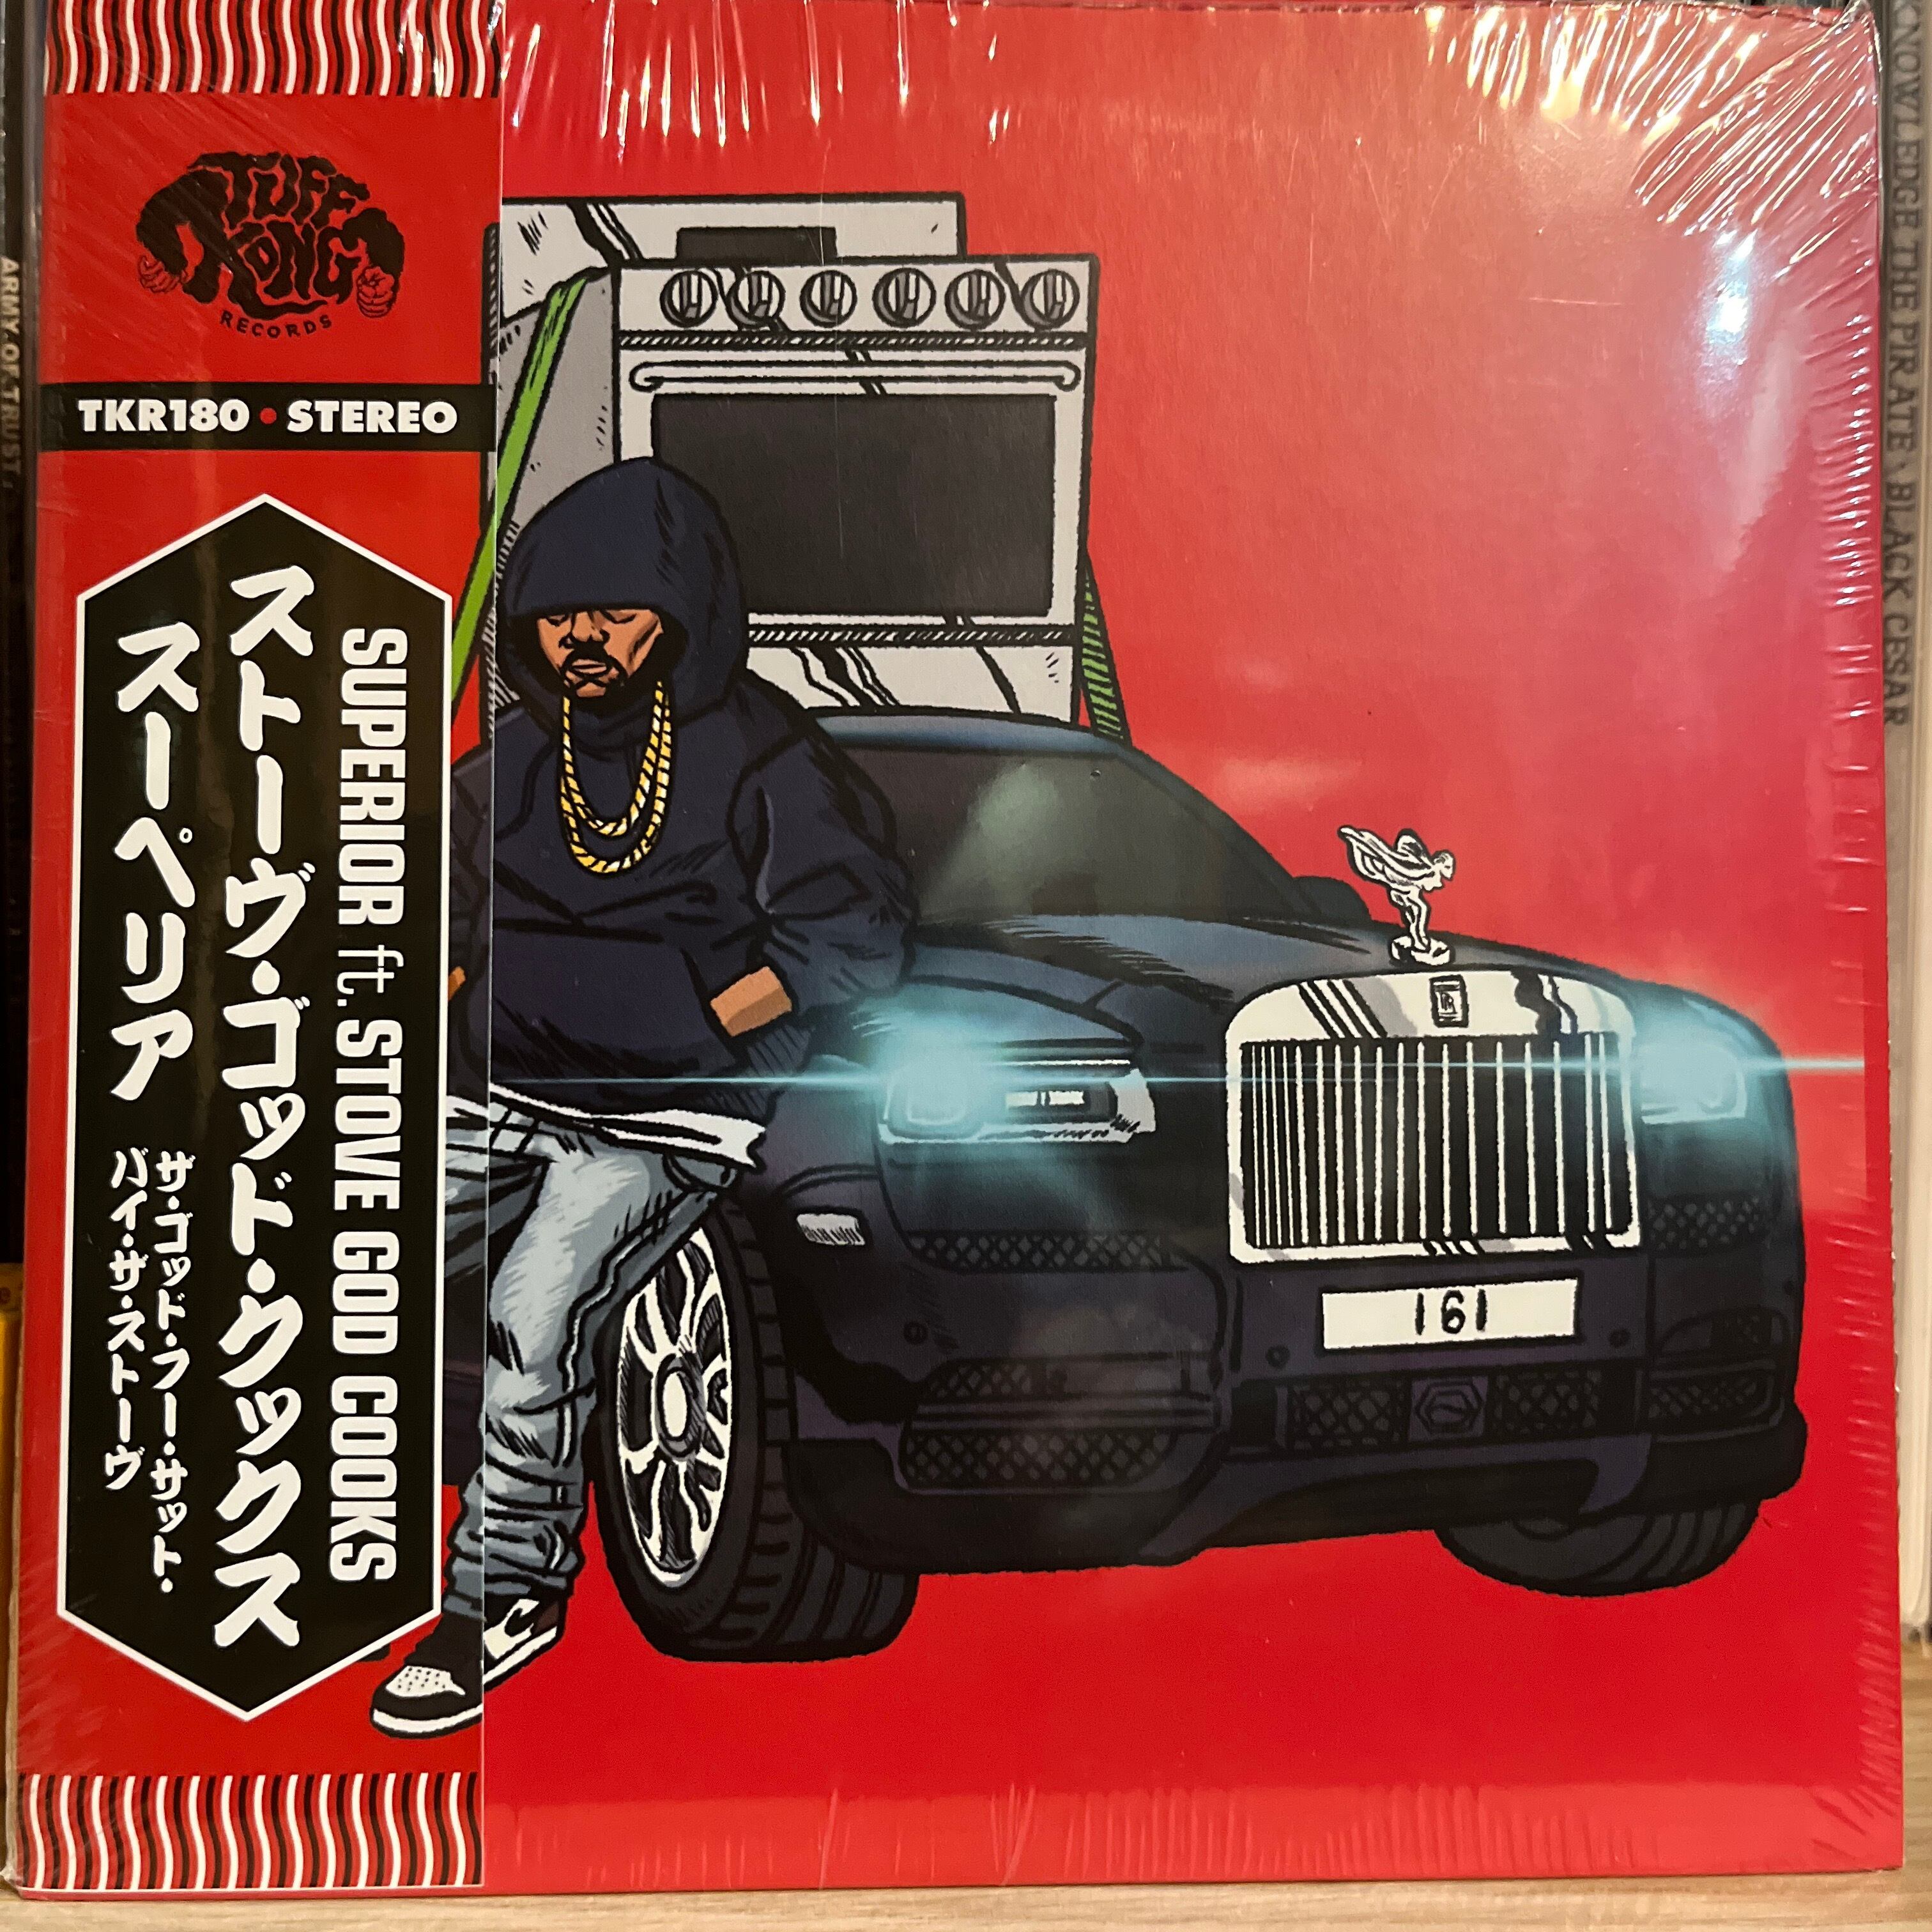 TUFF
KONG
RECORDS
TKR180 • STEREO
SUPERIOR ft. STOVE GOD COOKS
ストーヴ・ゴッド・クックス
スーペリア
ザ・ゴッド・フー・サット・
バイ・ザ・ストーヴ
RR
161
ARMY OF TRUST
KNOWLEDGE THE PIRATE • BLACK CESAR